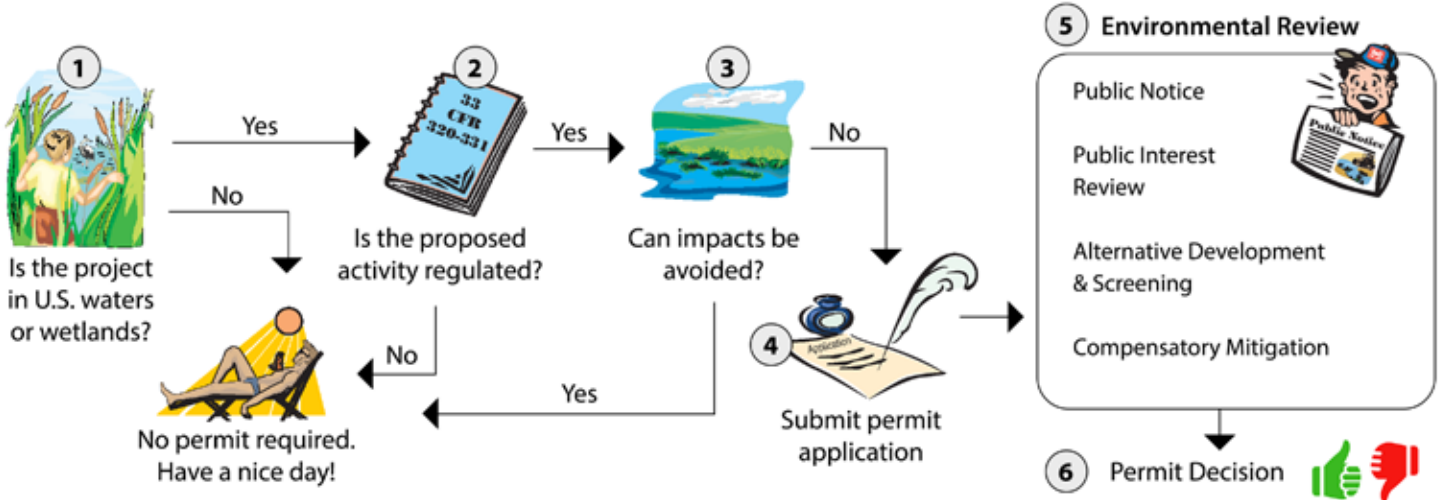 1
Is the project
in U.S. waters
or wetlands?
Yes
No
2
33
CFR
320-331
Is the proposed
activity regulated?
Yes
No
3
Can impacts be
avoided?
No
Yes
No permit required.
Have a nice day!
4
Application
Submit permit
application
5 Environmental Review
Public Notice
Public Interest
Review
Alternative Development
& Screening
Compensatory Mitigation
Public Notice
6 Permit Decision